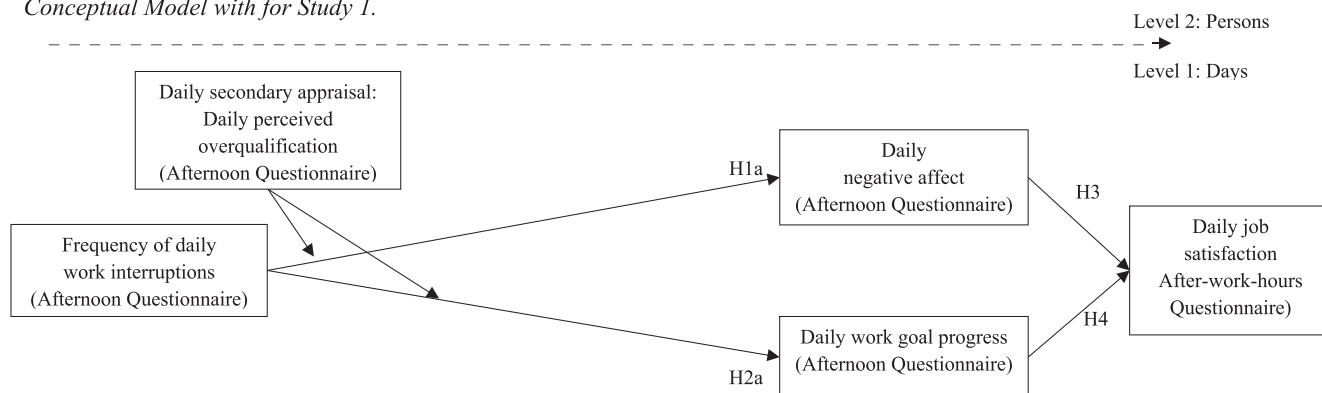 Conceptual Model with for Study 1.
Level 2: Persons
Level 1: Days
Daily secondary appraisal:
Daily perceived
overqualification
(Afternoon Questionnaire)
Frequency of daily
work interruptions
(Afternoon Questionnaire)
H1a
Daily
negative affect
(Afternoon Questionnaire)
H3
Daily job
satisfaction
After-work-hours
Questionnaire)
H4
Daily work goal progress
(Afternoon Questionnaire)
H2a